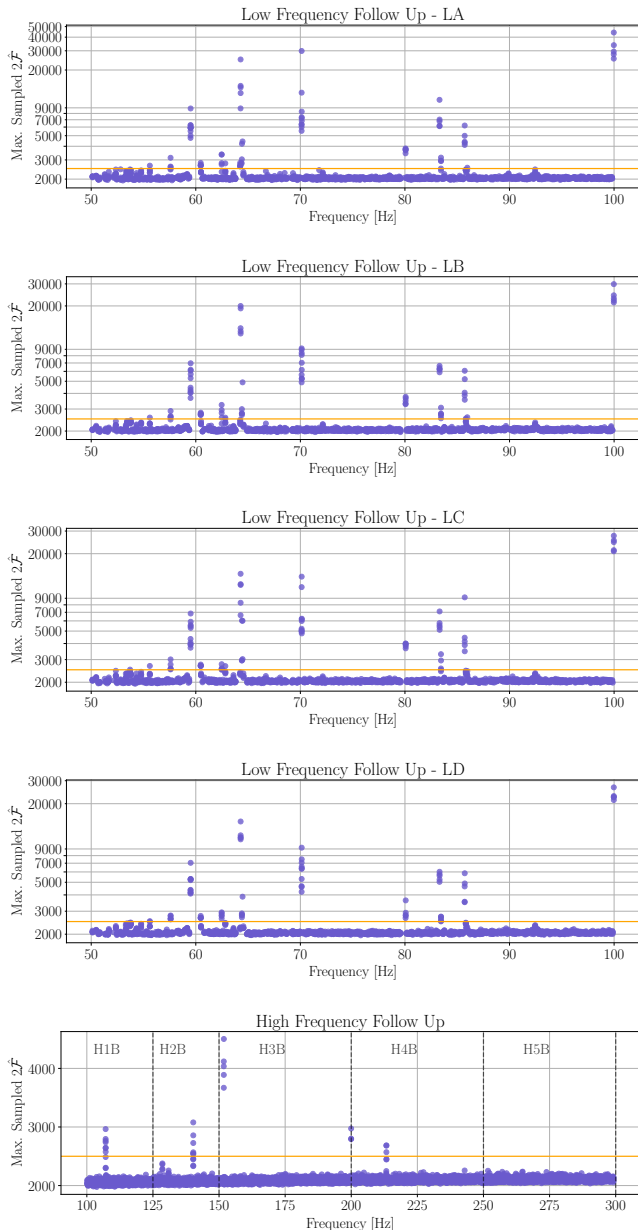 Low Frequency Follow Up - LA
Max. Sampled 2F̂
50000
40000
30000
20000
9000
7000
5000
3000
2000
50 60 70 80 90 100
Frequency [Hz]
Low Frequency Follow Up - LB
Max. Sampled 2F̂
30000
20000
9000
7000
5000
3000
2000
50 60 70 80 90 100
Frequency [Hz]
Low Frequency Follow Up - LC
Max. Sampled 2F̂
30000
20000
9000
7000
5000
3000
2000
50 60 70 80 90 100
Frequency [Hz]
Low Frequency Follow Up - LD
Max. Sampled 2F̂
30000
20000
9000
7000
5000
3000
2000
50 60 70 80 90 100
Frequency [Hz]
High Frequency Follow Up
H1B H2B H3B H4B H5B
Max. Sampled 2F̂
4000
3000
2000
100 125 150 175 200 225 250 275 300
Frequency [Hz]